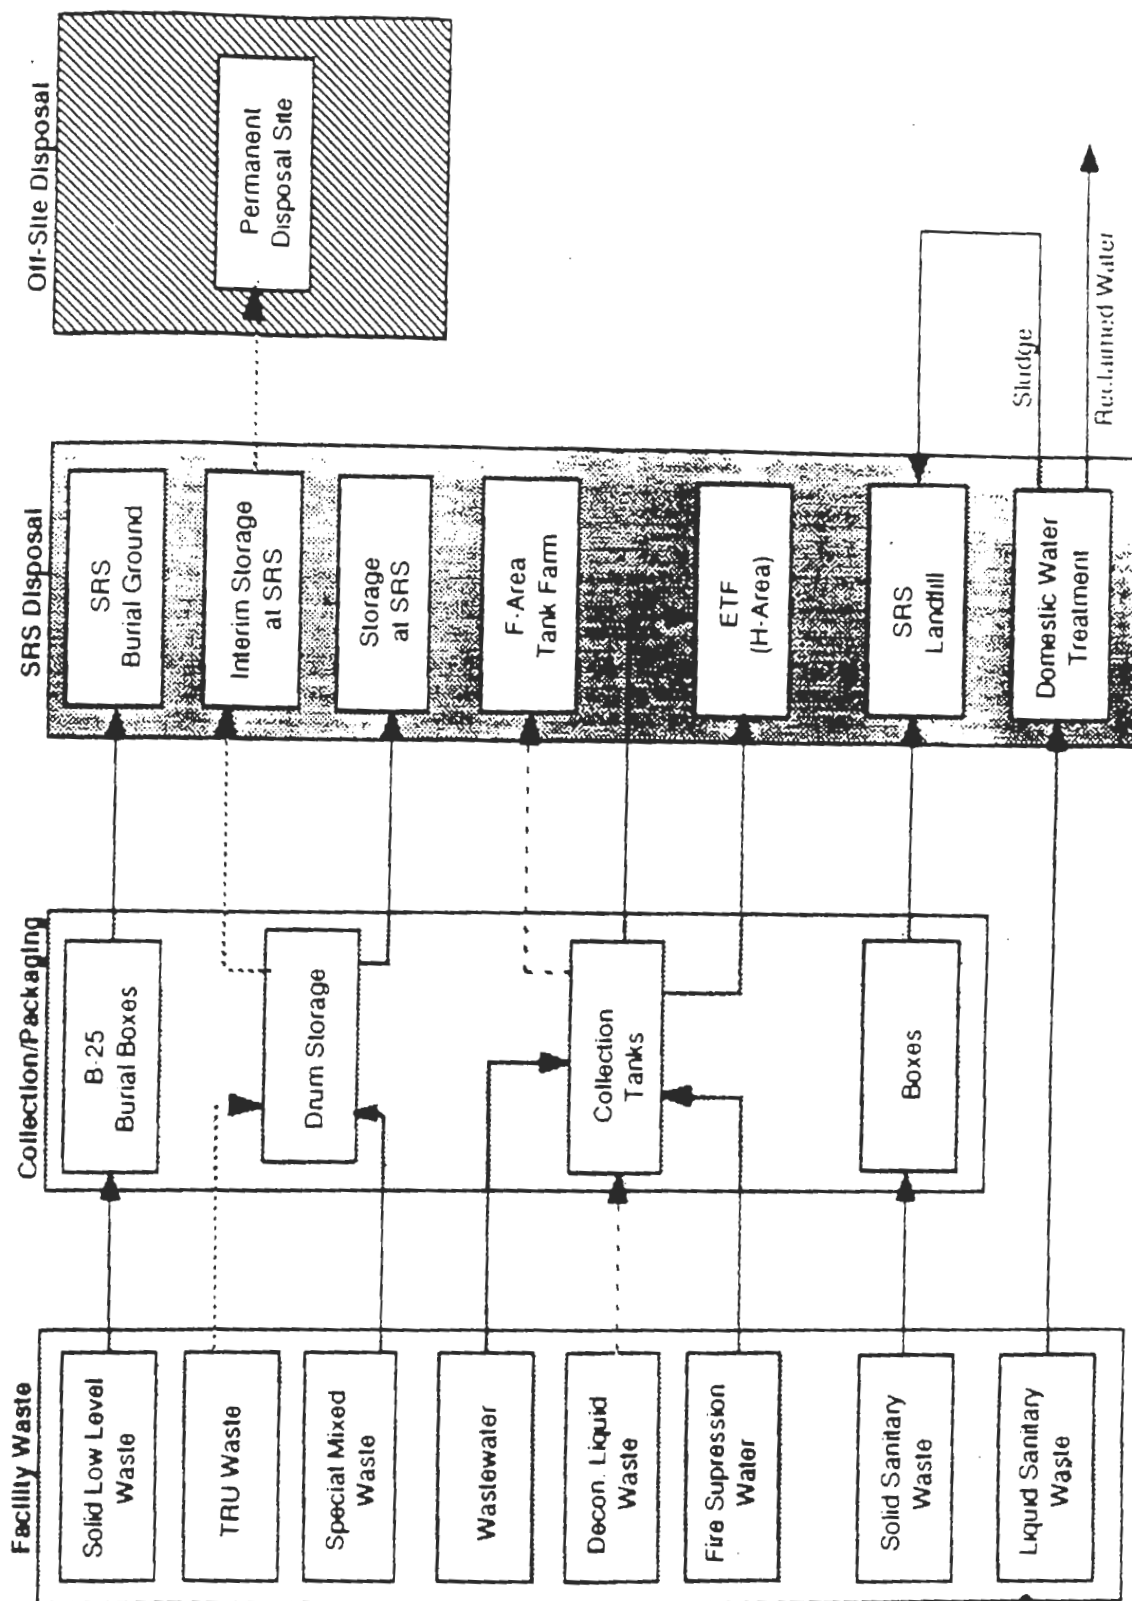 Facility Waste
Solid Low Level
Waste
TRU Waste
Special Mixed
Waste
Wastewater
Decon. Liquid
Waste
Fire Supression
Water
Solid Sanitary
Waste
Liquid Sanitary
Waste
Collection/Packaging
B-25
Burial Boxes
Drum Storage
Collection
Tanks
Boxes
SRS Disposal
SRS
Burial Ground
Interim Storage
at SRS
Storage
at SRS
F-Area
Tank Farm
ETF
(H-Area)
SRS
Landfill
Domestic Water
Treatment
Off-Site Disposal
Permanent
Disposal Site
Sludge
Reclaimed Water